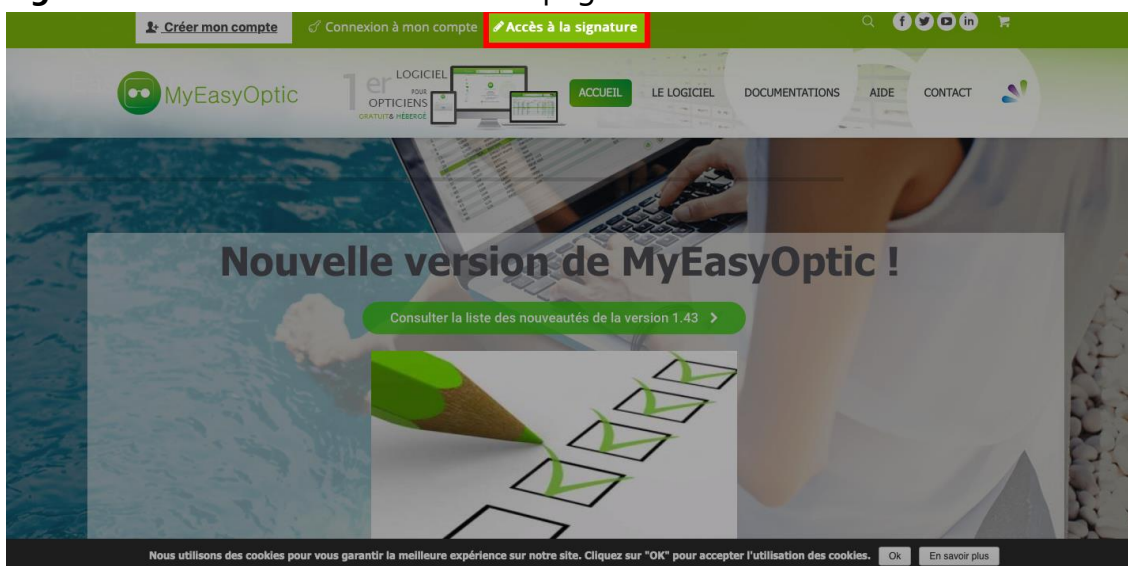 Créer mon compte
Connexion à mon compte
Accès à la signature
MyEasyOptic
1er LOGICIEL
POUR
OPTICIENS
GRATUIT & HÉBERGÉ
ACCUEIL
LE LOGICIEL
DOCUMENTATIONS
AIDE
CONTACT
Nouvelle version de MyEasyOptic !
Consulter la liste des nouveautés de la version 1.43
Nous utilisons des cookies pour vous garantir la meilleure expérience sur notre site. Cliquez sur "OK" pour accepter l'utilisation des cookies. Ok En savoir plus